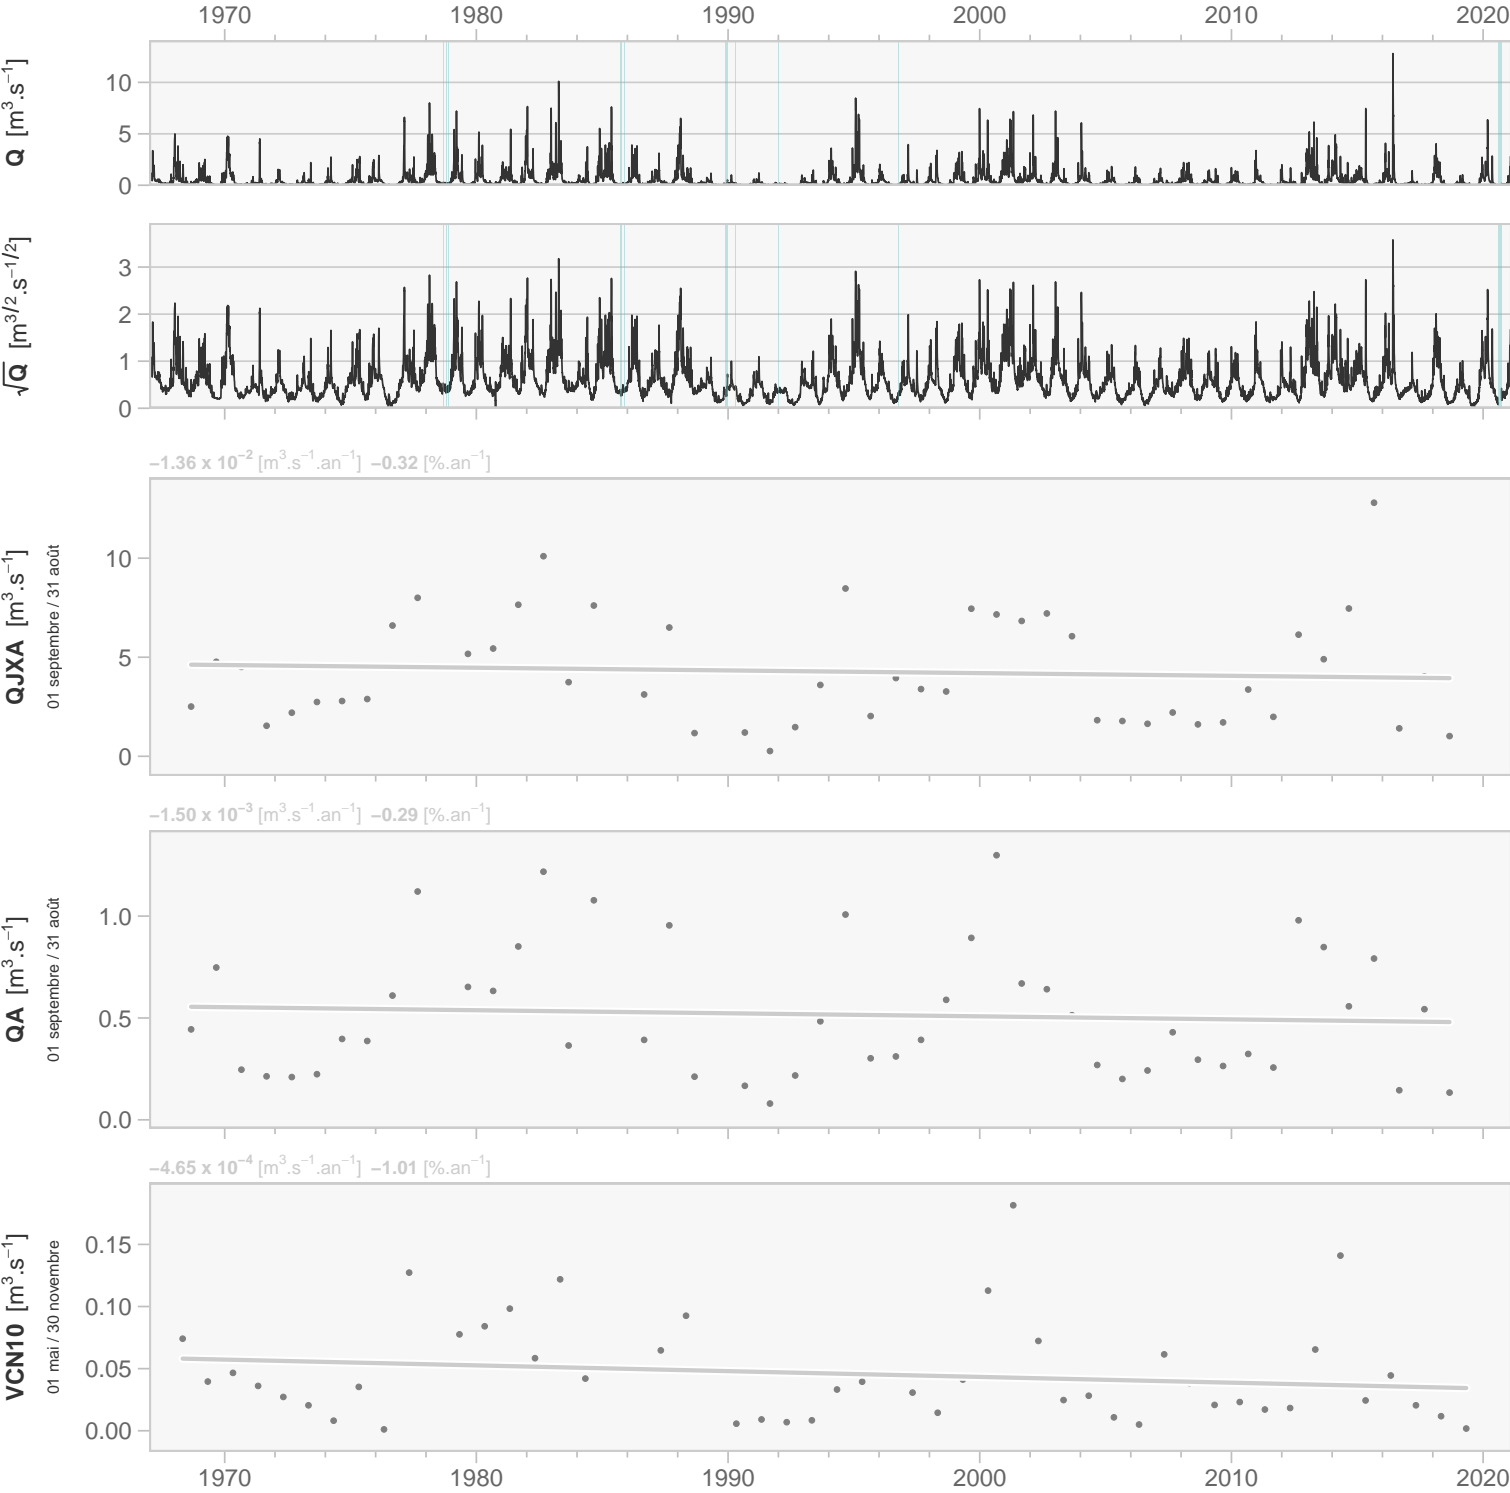 1970 1980 1990 2000 2010 2020
Q [m³.s⁻¹]
10
5
0
√Q [m³ᐟ².s⁻¹ᐟ²]
3
2
1
0
−1.36 x 10⁻² [m³.s⁻¹.an⁻¹] −0.32 [%.an⁻¹]
QJXA [m³.s⁻¹]
01 septembre / 31 août
10
5
0
−1.50 x 10⁻³ [m³.s⁻¹.an⁻¹] −0.29 [%.an⁻¹]
QA [m³.s⁻¹]
01 septembre / 31 août
1.0
0.5
0.0
−4.65 x 10⁻⁴ [m³.s⁻¹.an⁻¹] −1.01 [%.an⁻¹]
VCN10 [m³.s⁻¹]
01 mai / 30 novembre
0.15
0.10
0.05
0.00
1970 1980 1990 2000 2010 2020